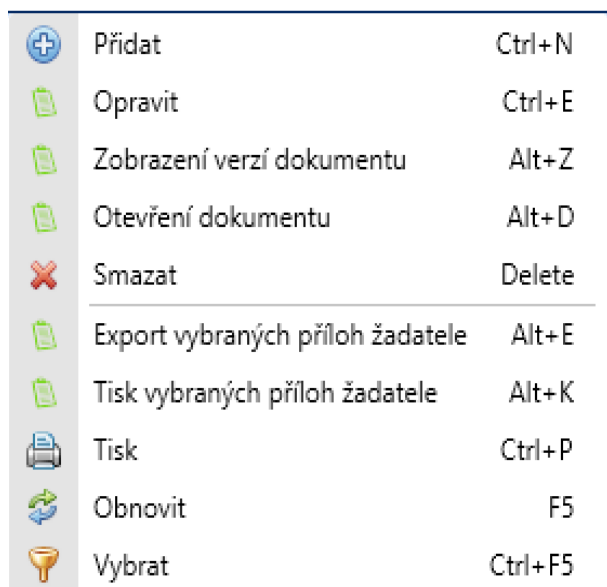 Přidat Ctrl+N
Opravit Ctrl+E
Zobrazení verzí dokumentu Alt+Z
Otevření dokumentu Alt+D
Smazat Delete
Export vybraných příloh žadatele Alt+E
Tisk vybraných příloh žadatele Alt+K
Tisk Ctrl+P
Obnovit F5
Vybrat Ctrl+F5